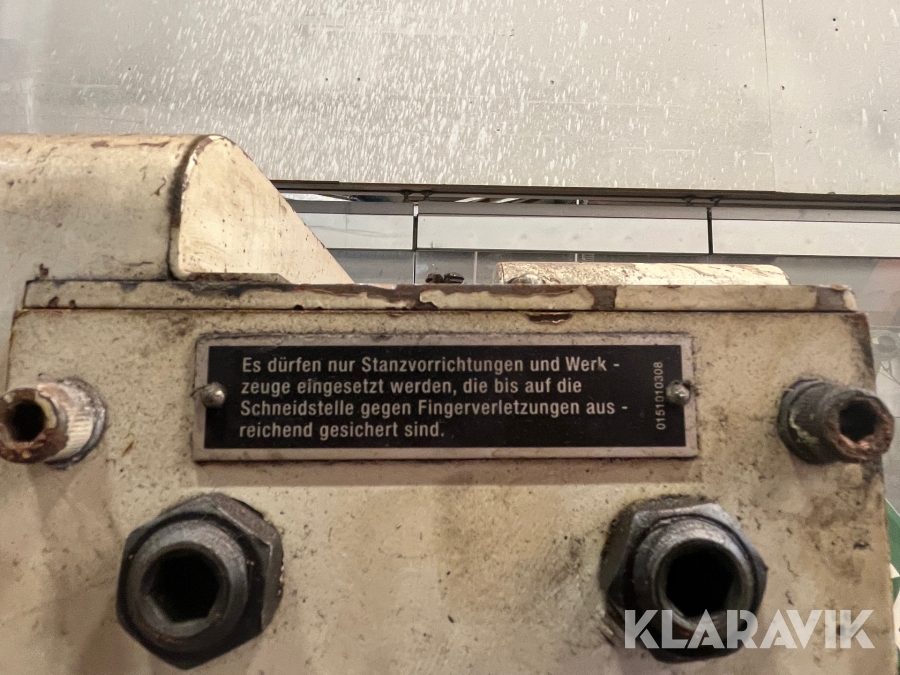 Es dürfen nur Stanzvorrichtungen und Werk -
zeuge eingesetzt werden, die bis auf die
Schneidstelle gegen Fingerverletzungen aus -
reichend gesichert sind.
0151010308
KLARAVIK